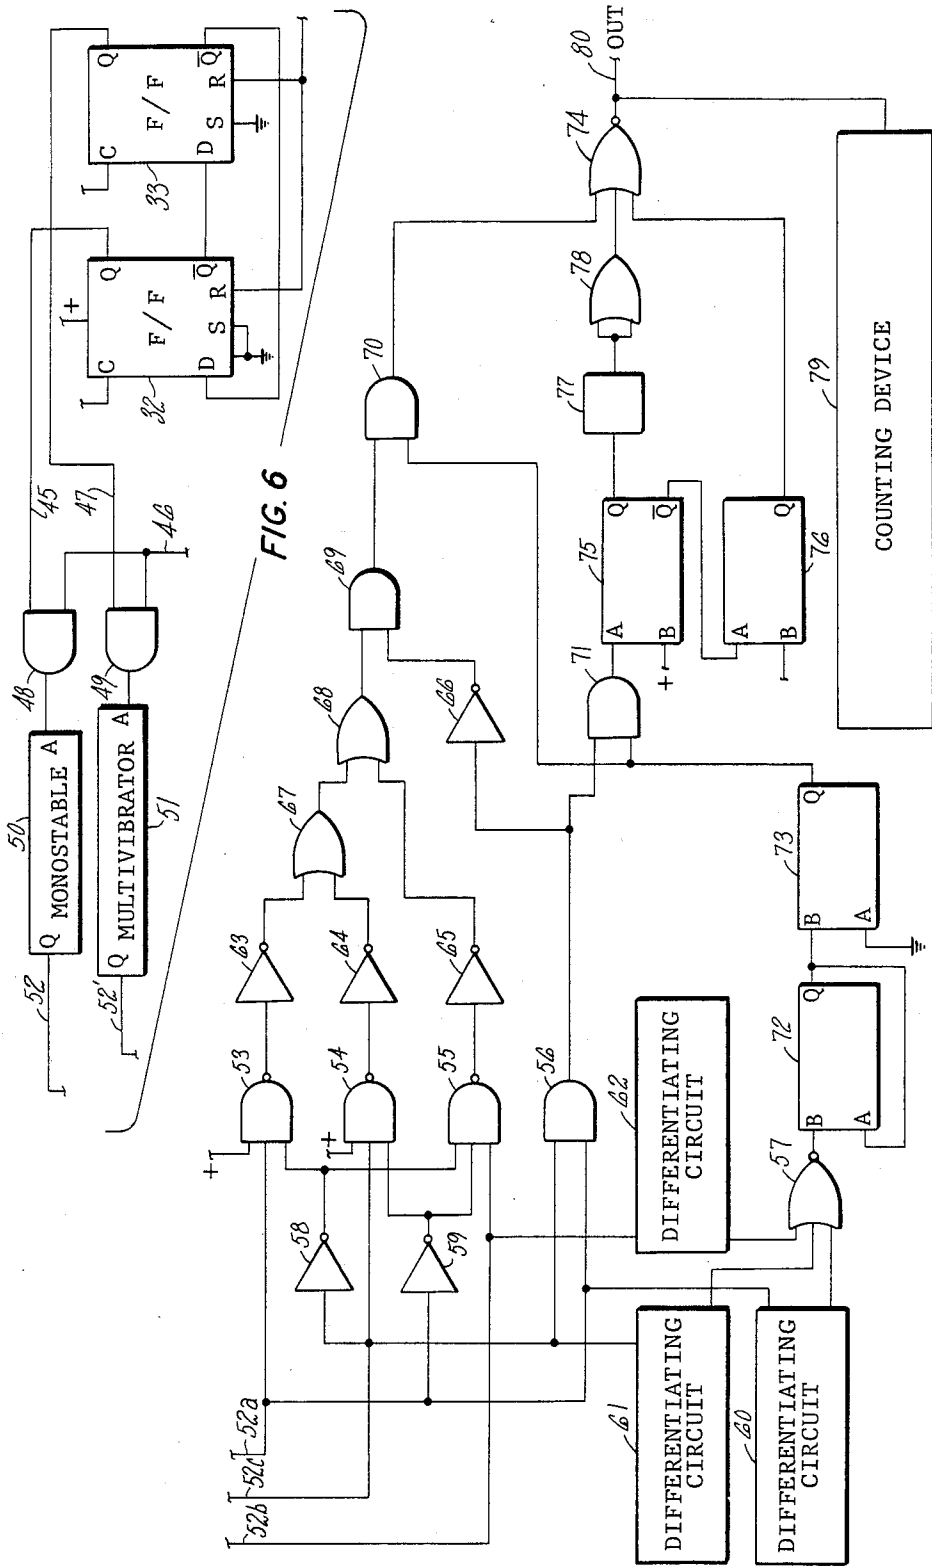 52
50
MONOSTABLE
Q
A
48
45
C
Q
+
F/F
32
D
S
R
Q̅
52'
Q
MULTIVIBRATOR
A
51
49
47
46
C
Q
F/F
33
D
S
R
Q̅
FIG. 6
52b
52c
52a
+
53
63
67
+
54
64
68
69
70
58
55
65
66
59
56
71
A
B
+
75
Q
Q̅
77
78
74
80
OUT
A
B
76
Q
61
DIFFERENTIATING
CIRCUIT
62
DIFFERENTIATING
CIRCUIT
60
DIFFERENTIATING
CIRCUIT
57
B
A
72
Q
B
A
73
Q
79
COUNTING DEVICE